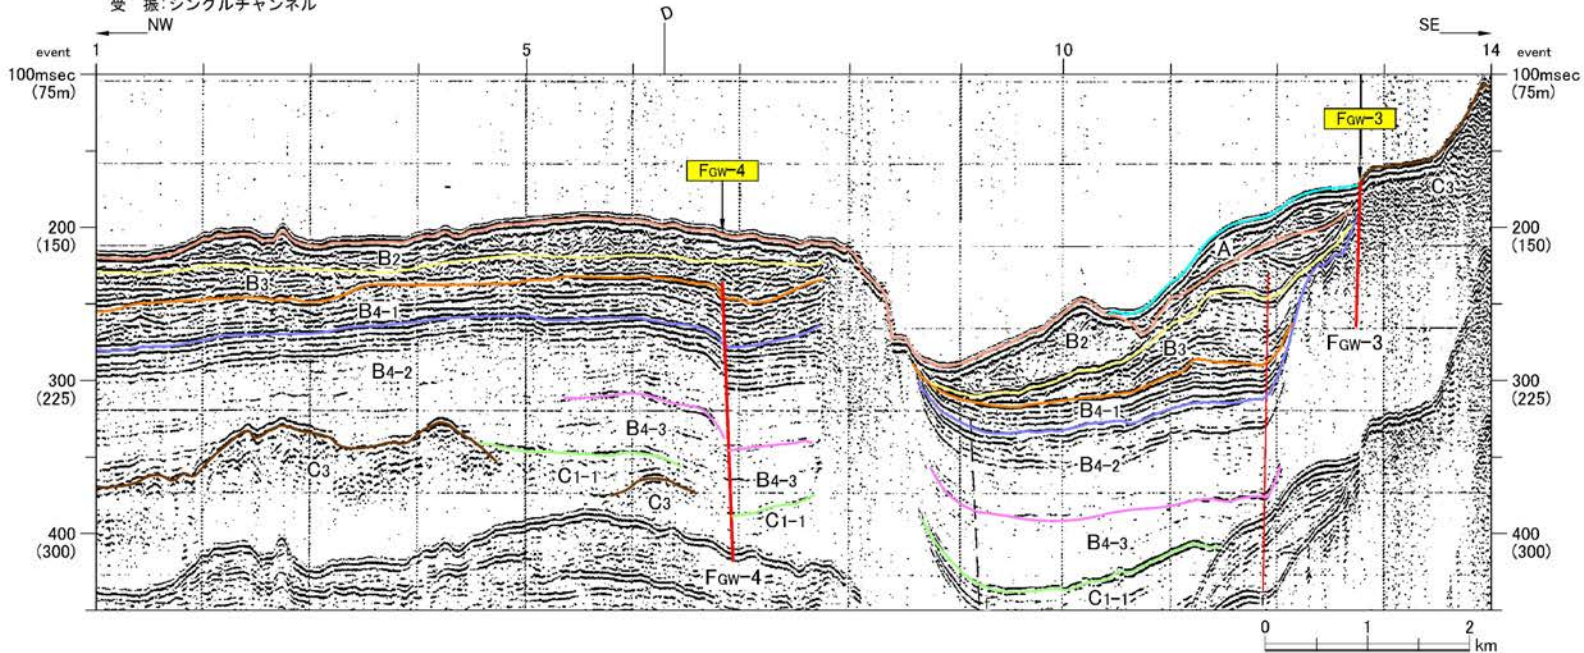 受 振：シングルチャンネル
NW
D
SE
event
1
5
10
14
event
100msec
(75m)
100msec
(75m)
FGW-3
FGW-4
C3
200
(150)
200
(150)
A
B2
B3
B4-1
B2
B3
FGW-3
B4-2
300
(225)
300
(225)
B4-1
B4-3
B4-2
C3
C1-1
C3
B4-3
C1-1
400
(300)
B4-3
400
(300)
FGW-4
C1-1
0 1 2
km